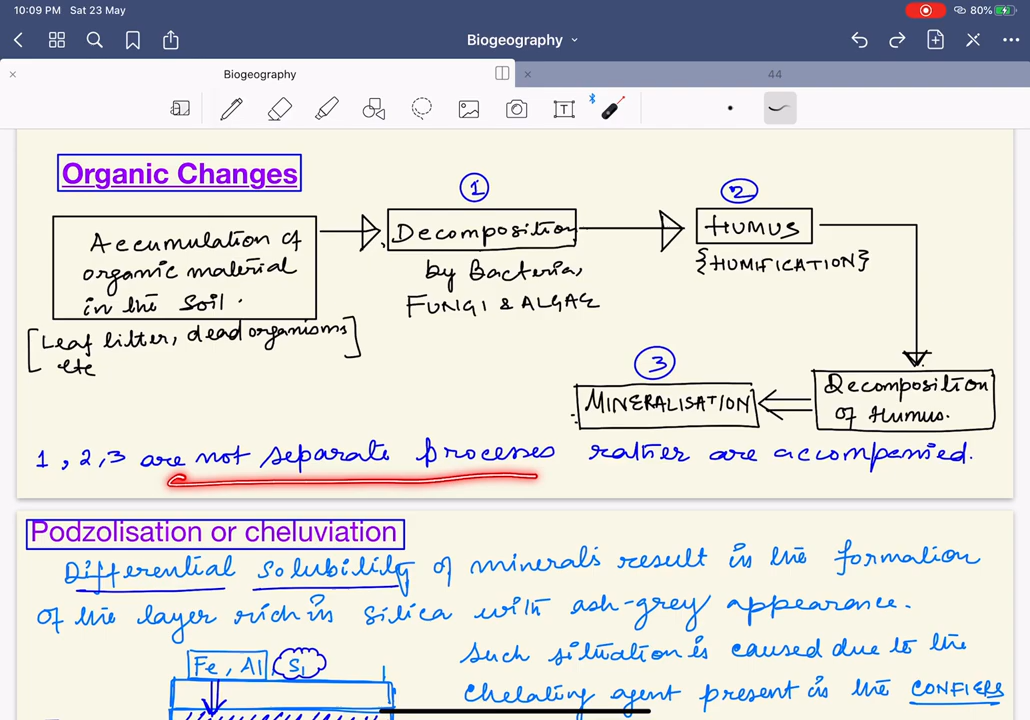 10:09 PM Sat 23 May
80%
Biogeography
Biogeography
44
Organic Changes
1
2
Accumulation of
organic material
in the soil.
Decomposition
HUMUS
by Bacteria,
FUNGI & ALGAE
{HUMIFICATION}
[Leaf litter, dead organisms]
etc
3
MINERALISATION
Decomposition
of Humus.
1, 2, 3 are not separate processes rather are accompanied.
Podzolisation or cheluviation
Differential solubility of minerals result in the formation
of the layer rich in silica with ash-grey appearance.
Fe, Al
Si
Such situation is caused due to the
chelating agent present in the CONFIERS